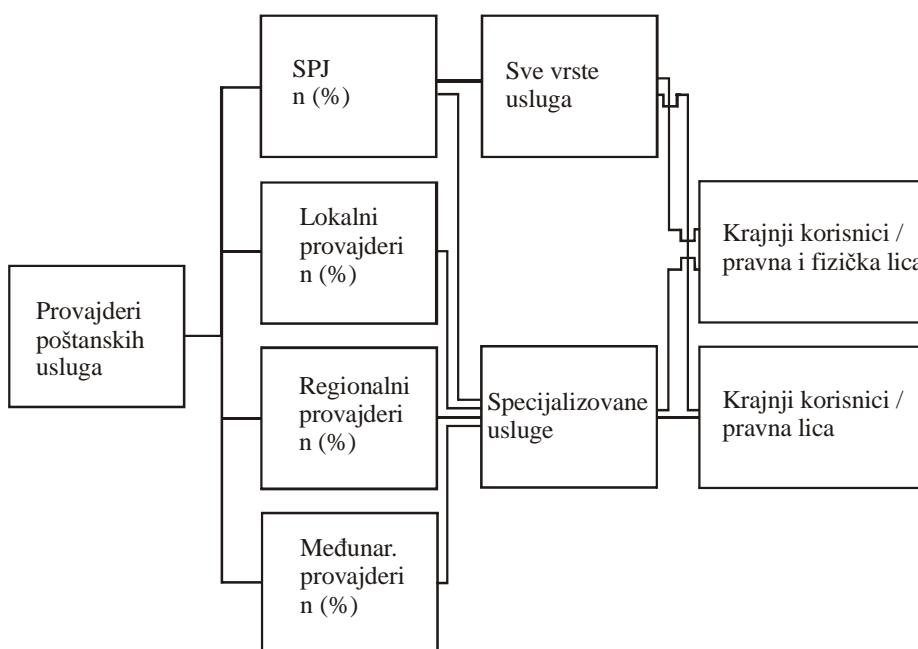 SPJ
n (%)
Sve vrste
usluga
Lokalni
provajderi
n (%)
Krajnji korisnici /
pravna i fizička lica
Provajderi
poštanskih
usluga
Regionalni
provajderi
n (%)
Specijalizovane
usluge
Krajnji korisnici /
pravna lica
Međunar.
provajderi
n (%)